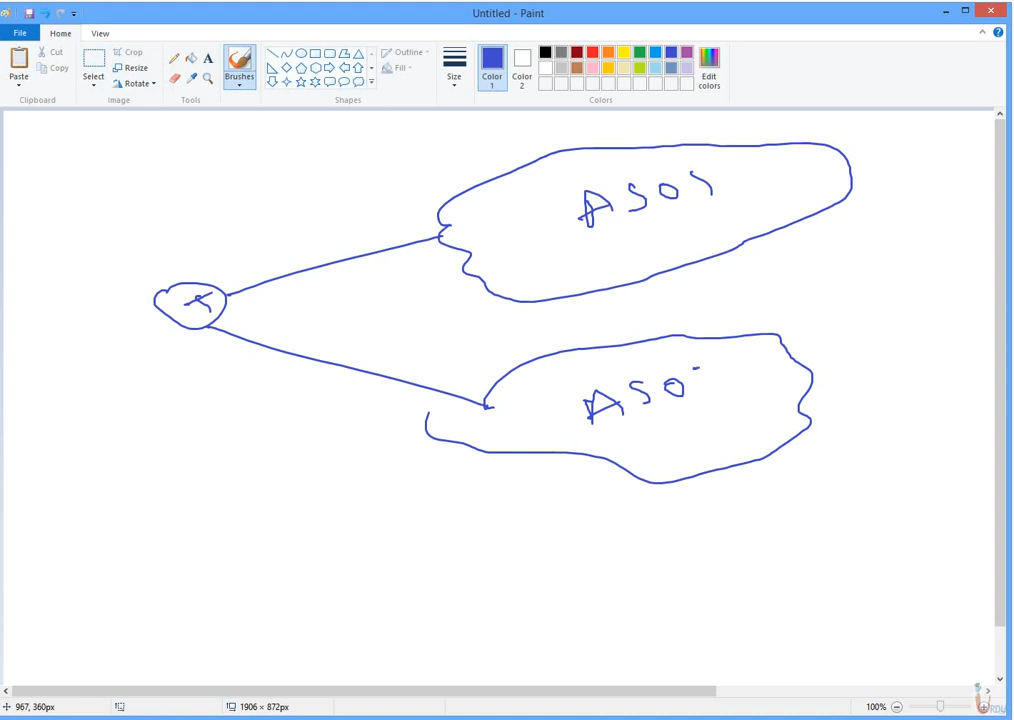 Untitled - Paint
File Home View
Paste
Cut
Copy
Clipboard
Select
Crop
Resize
Rotate
Image
Tools
Brushes
Shapes
Outline
Fill
Size
Color 1
Color 2
Edit colors
Colors
ASO
ASO
967, 360px
1906 × 872px
100%